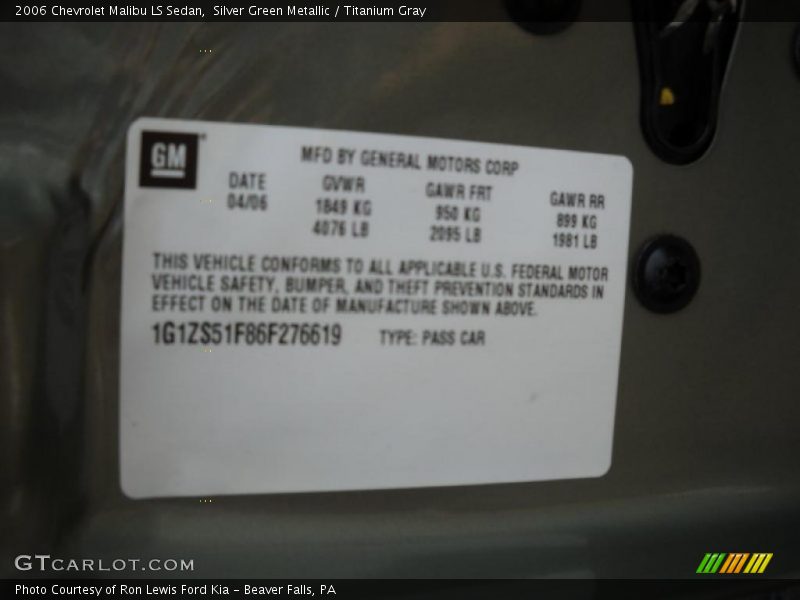 2006 Chevrolet Malibu LS Sedan,  Silver Green Metallic / Titanium Gray
GM
MFD BY GENERAL MOTORS CORP
DATE GVWR GAWR FRT GAWR RR
04/06 1849 KG 950 KG 899 KG
4076 LB 2095 LB 1981 LB
THIS VEHICLE CONFORMS TO ALL APPLICABLE U.S. FEDERAL MOTOR
VEHICLE SAFETY, BUMPER, AND THEFT PREVENTION STANDARDS IN
EFFECT ON THE DATE OF MANUFACTURE SHOWN ABOVE.
1G1ZS51F86F276619 TYPE: PASS CAR
GTCARLOT.COM
Photo Courtesy of Ron Lewis Ford Kia - Beaver Falls, PA